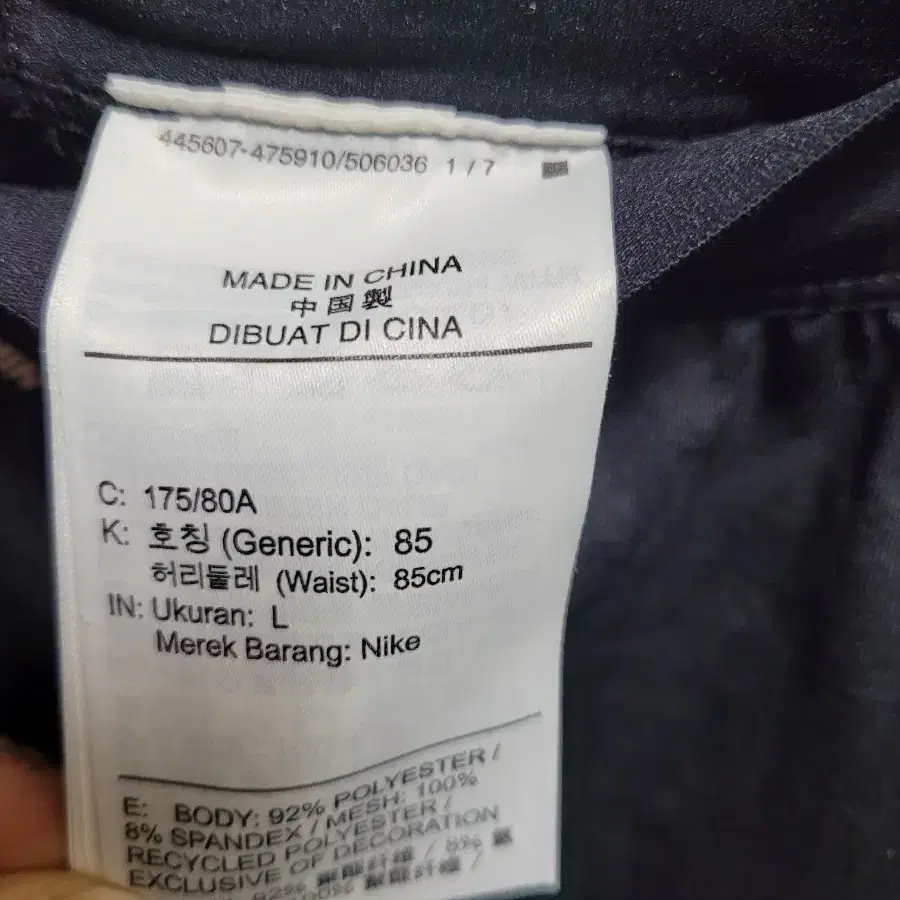 445607-475910/506036 1 / 7
MADE IN CHINA
中国製
DIBUAT DI CINA
C: 175/80A
K: 호칭 (Generic): 85
허리둘레 (Waist): 85cm
IN: Ukuran: L
Merek Barang: Nike
E: BODY: 92% POLYESTER /
8% SPANDEX / MESH: 100%
RECYCLED POLYESTER /
EXCLUSIVE OF DECORATION